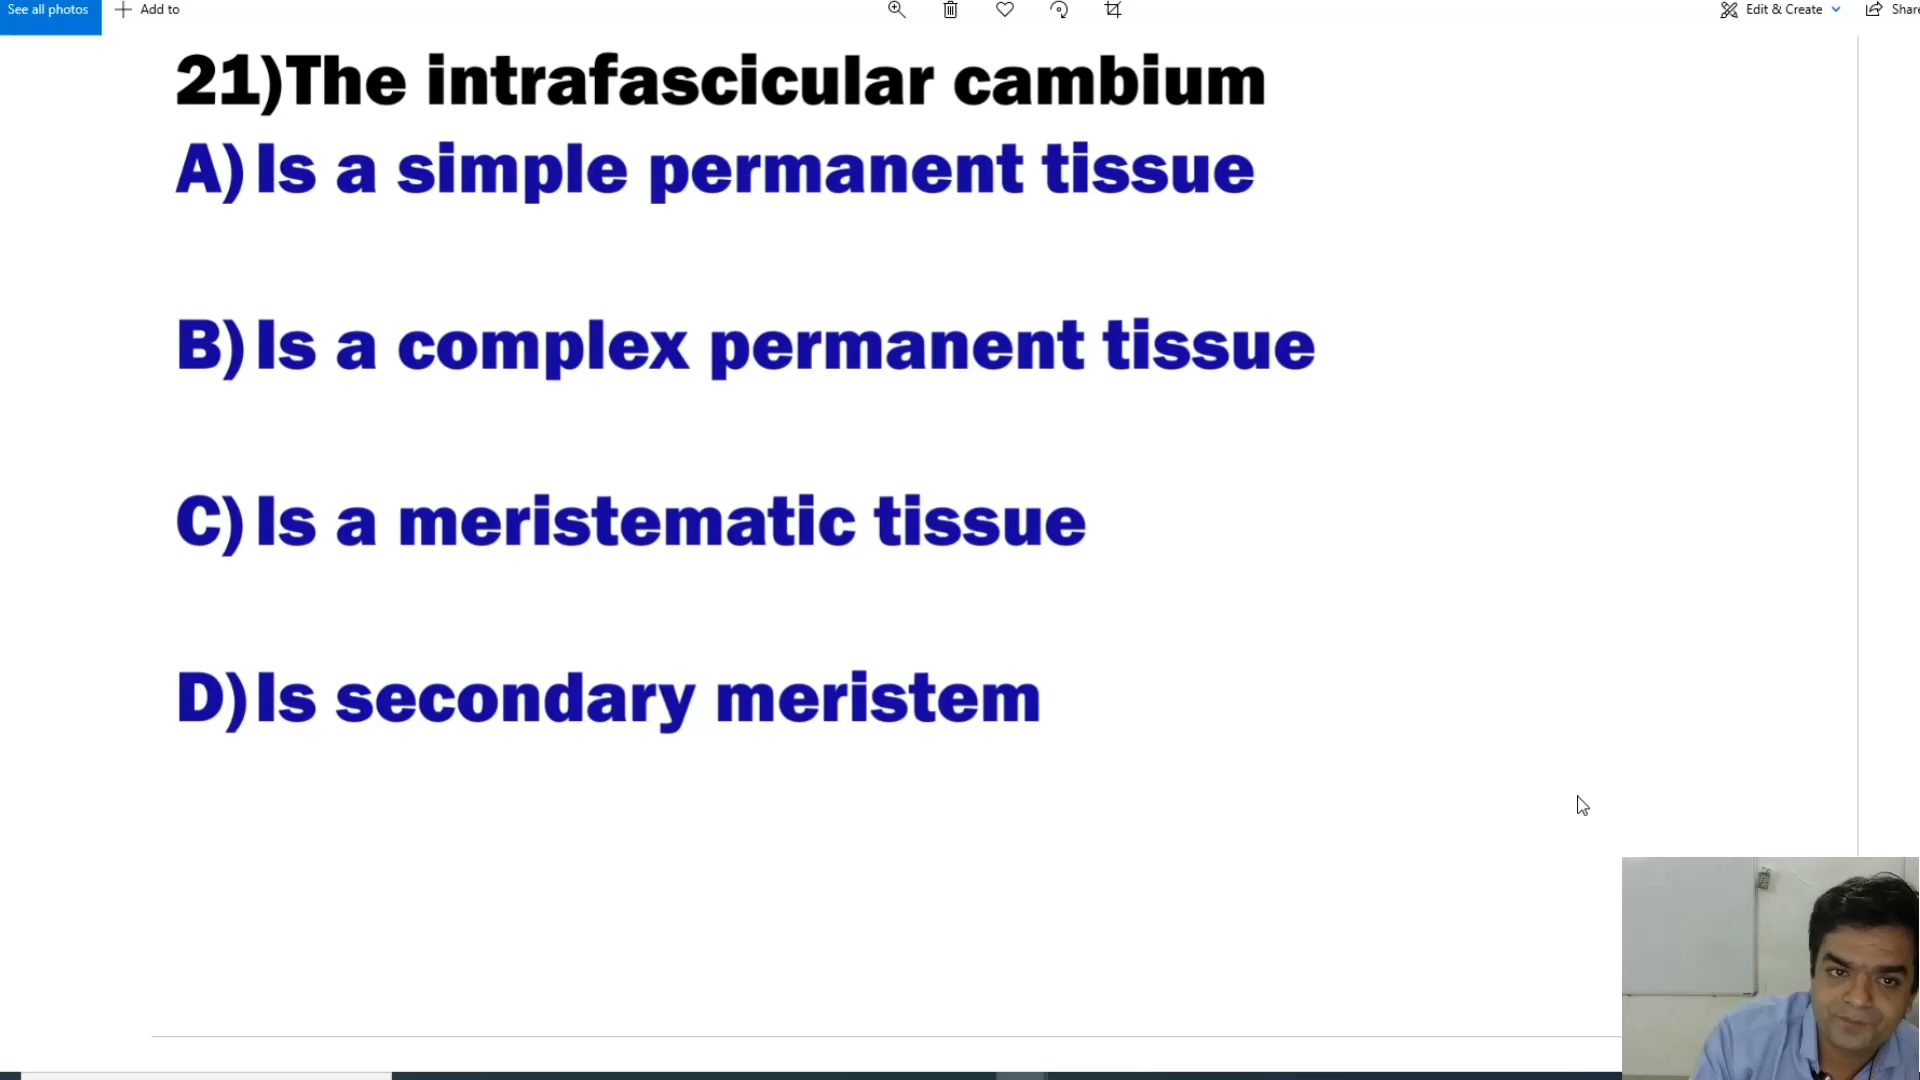 See all photos
Add to
Edit & Create
Share
21)The intrafascicular cambium
A) Is a simple permanent tissue
B) Is a complex permanent tissue
C) Is a meristematic tissue
D) Is secondary meristem